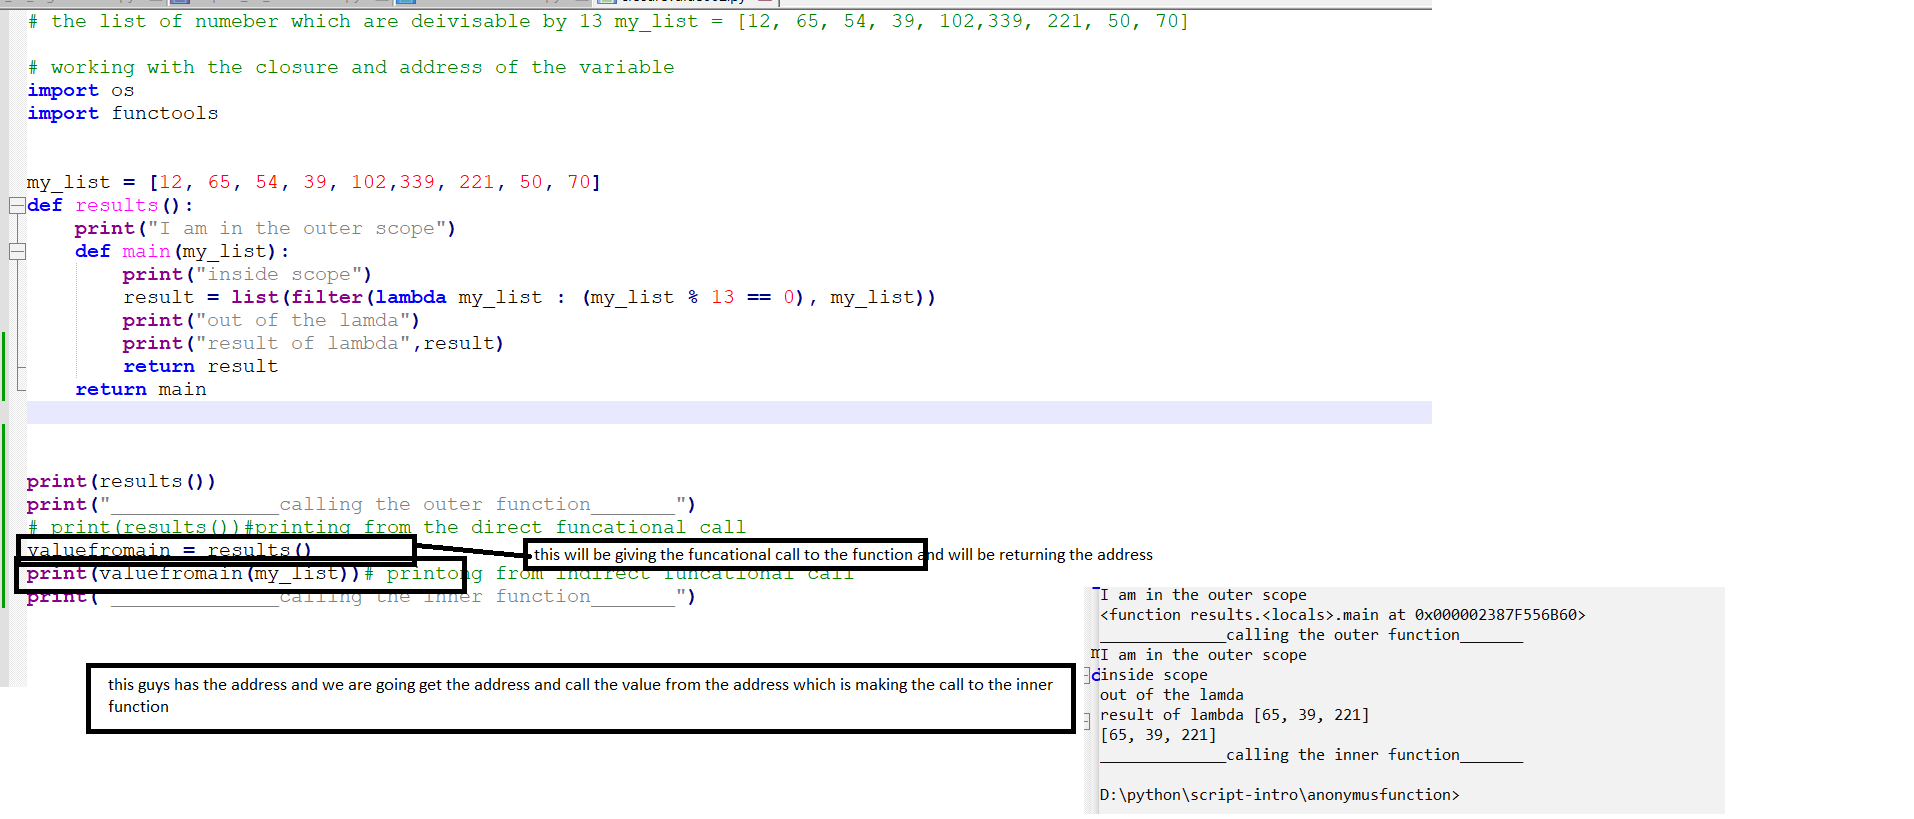 # the list of numeber which are deivisable by 13 my_list = [12, 65, 54, 39, 102,339, 221, 50, 70]
# working with the closure and address of the variable
import os
import functools
my_list = [12, 65, 54, 39, 102,339, 221, 50, 70]
def results():
    print("I am in the outer scope")
    def main(my_list):
        print("inside scope")
        result = list(filter(lambda my_list : (my_list % 13 == 0), my_list))
        print("out of the lamda")
        print("result of lambda",result)
        return result
    return main
print(results())
print("______________calling the outer function_______")
# print(results())#printing from the direct funcational call
valuefromain = results()
this will be giving the funcational call to the function and will be returning the address
print(valuefromain(my_list))# printong from indirect funcational call
print( ______________calling the inner function_______")
this guys has the address and we are going get the address and call the value from the address which is making the call to the inner
function
I am in the outer scope
<function results.<locals>.main at 0x000002387F556B60>
______________calling the outer function_______
I am in the outer scope
inside scope
out of the lamda
result of lambda [65, 39, 221]
[65, 39, 221]
______________calling the inner function_______
D:\python\script-intro\anonymusfunction>